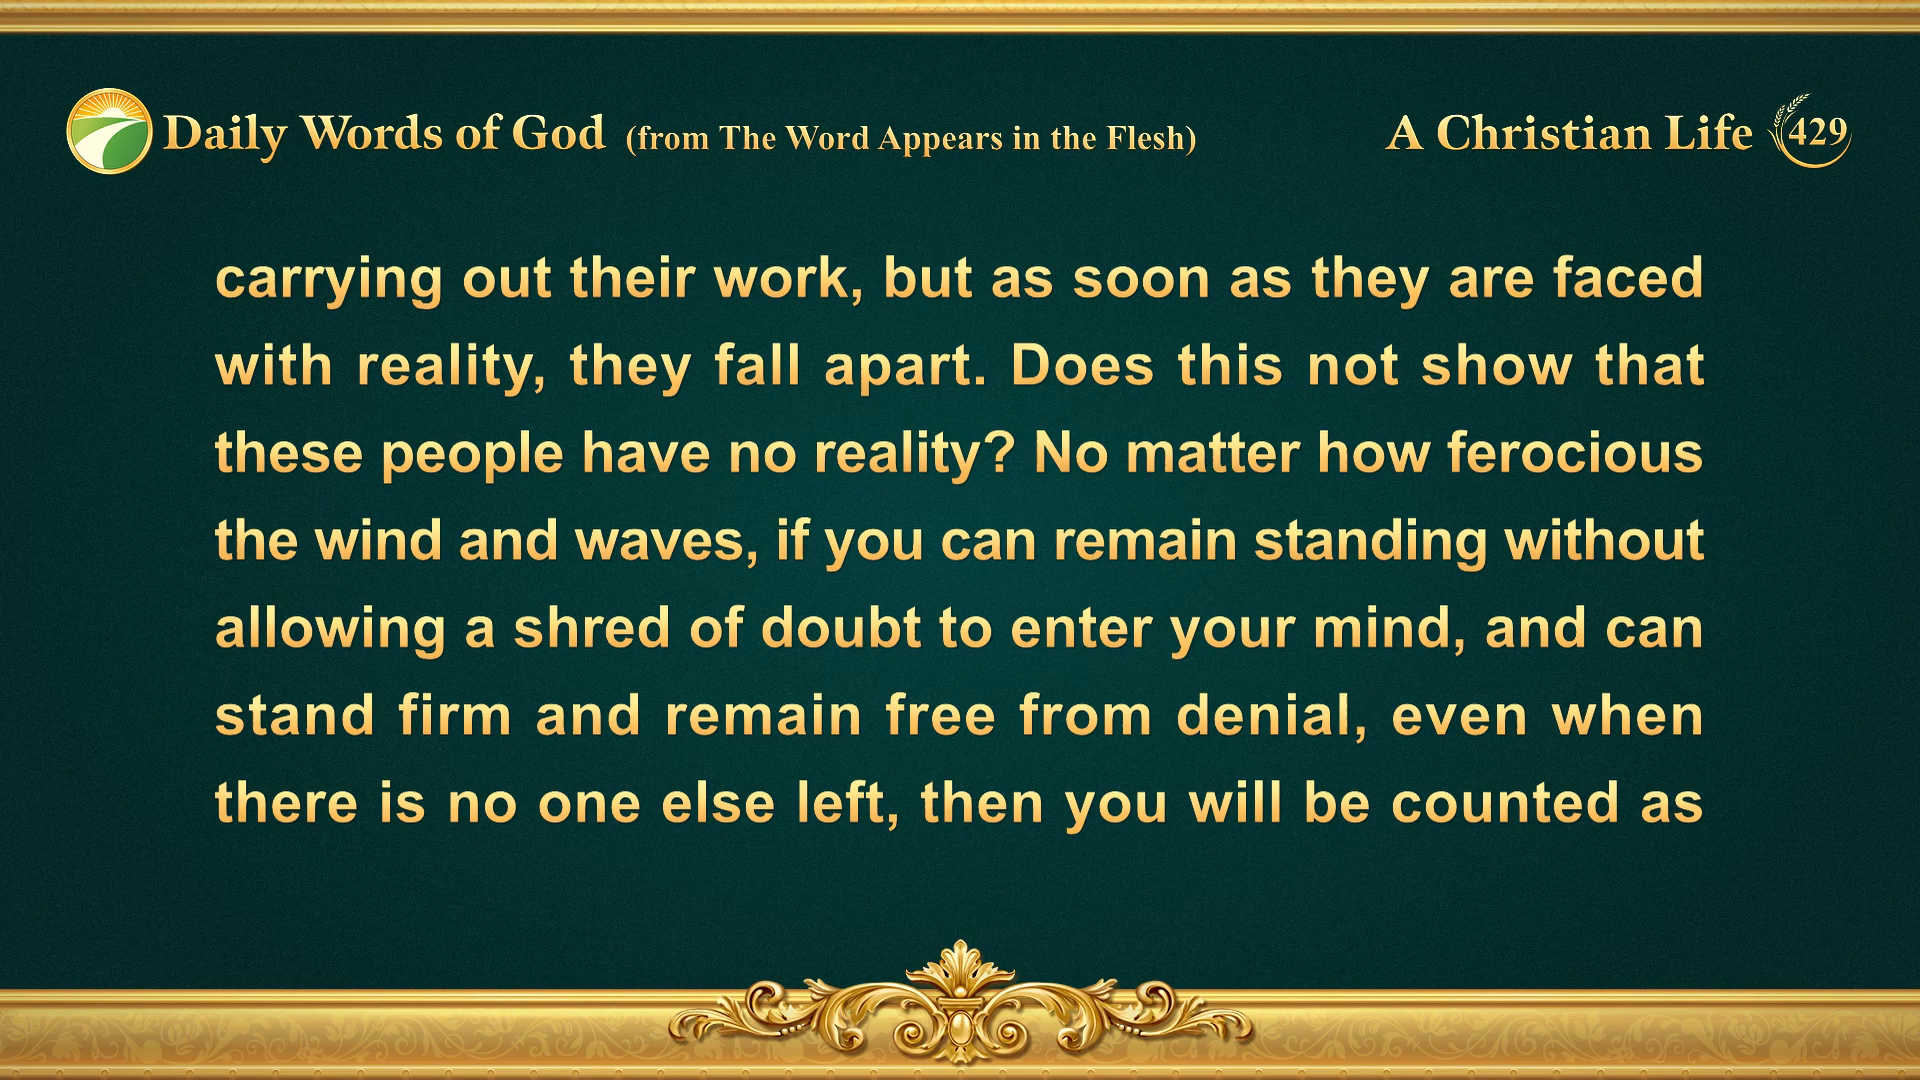 Daily Words of God (from The Word Appears in the Flesh)
A Christian Life 429
carrying out their work, but as soon as they are faced
with reality, they fall apart. Does this not show that
these people have no reality? No matter how ferocious
the wind and waves, if you can remain standing without
allowing a shred of doubt to enter your mind, and can
stand firm and remain free from denial, even when
there is no one else left, then you will be counted as